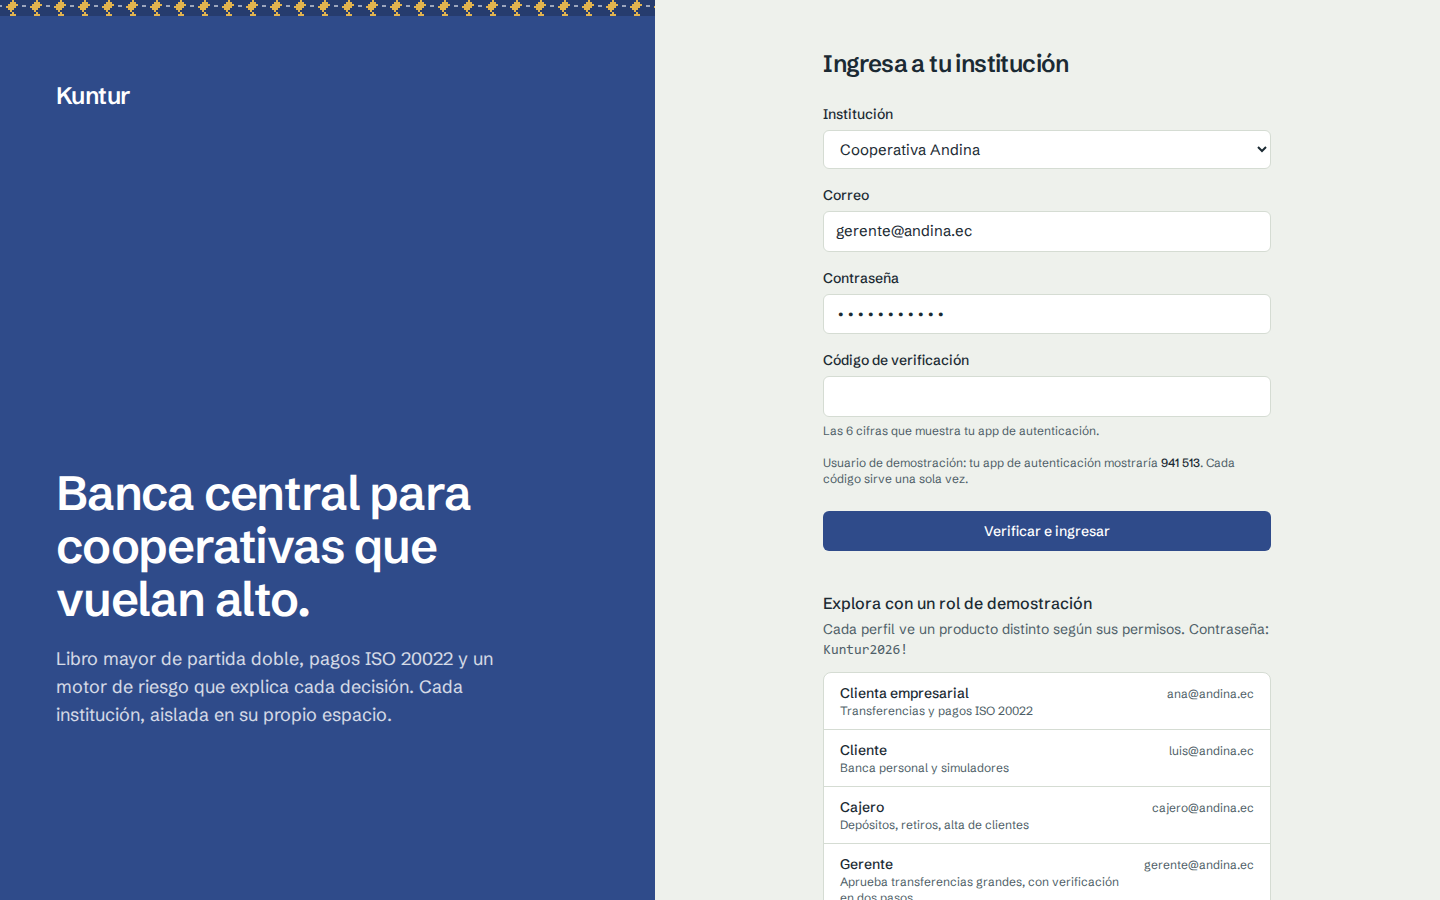 Kuntur
Banca central para
cooperativas que
vuelan alto.
Libro mayor de partida doble, pagos ISO 20022 y un
motor de riesgo que explica cada decisión. Cada
institución, aislada en su propio espacio.
Ingresa a tu institución
Institución
Cooperativa Andina
Correo
gerente@andina.ec
Contraseña
•••••••••••
Código de verificación
Las 6 cifras que muestra tu app de autenticación.
Usuario de demostración: tu app de autenticación mostraría 941 513. Cada
código sirve una sola vez.
Verificar e ingresar
Explora con un rol de demostración
Cada perfil ve un producto distinto según sus permisos. Contraseña:
Kuntur2026!
Clienta empresarial ana@andina.ec
Transferencias y pagos ISO 20022
Cliente luis@andina.ec
Banca personal y simuladores
Cajero cajero@andina.ec
Depósitos, retiros, alta de clientes
Gerente gerente@andina.ec
Aprueba transferencias grandes, con verificación
en dos pasos